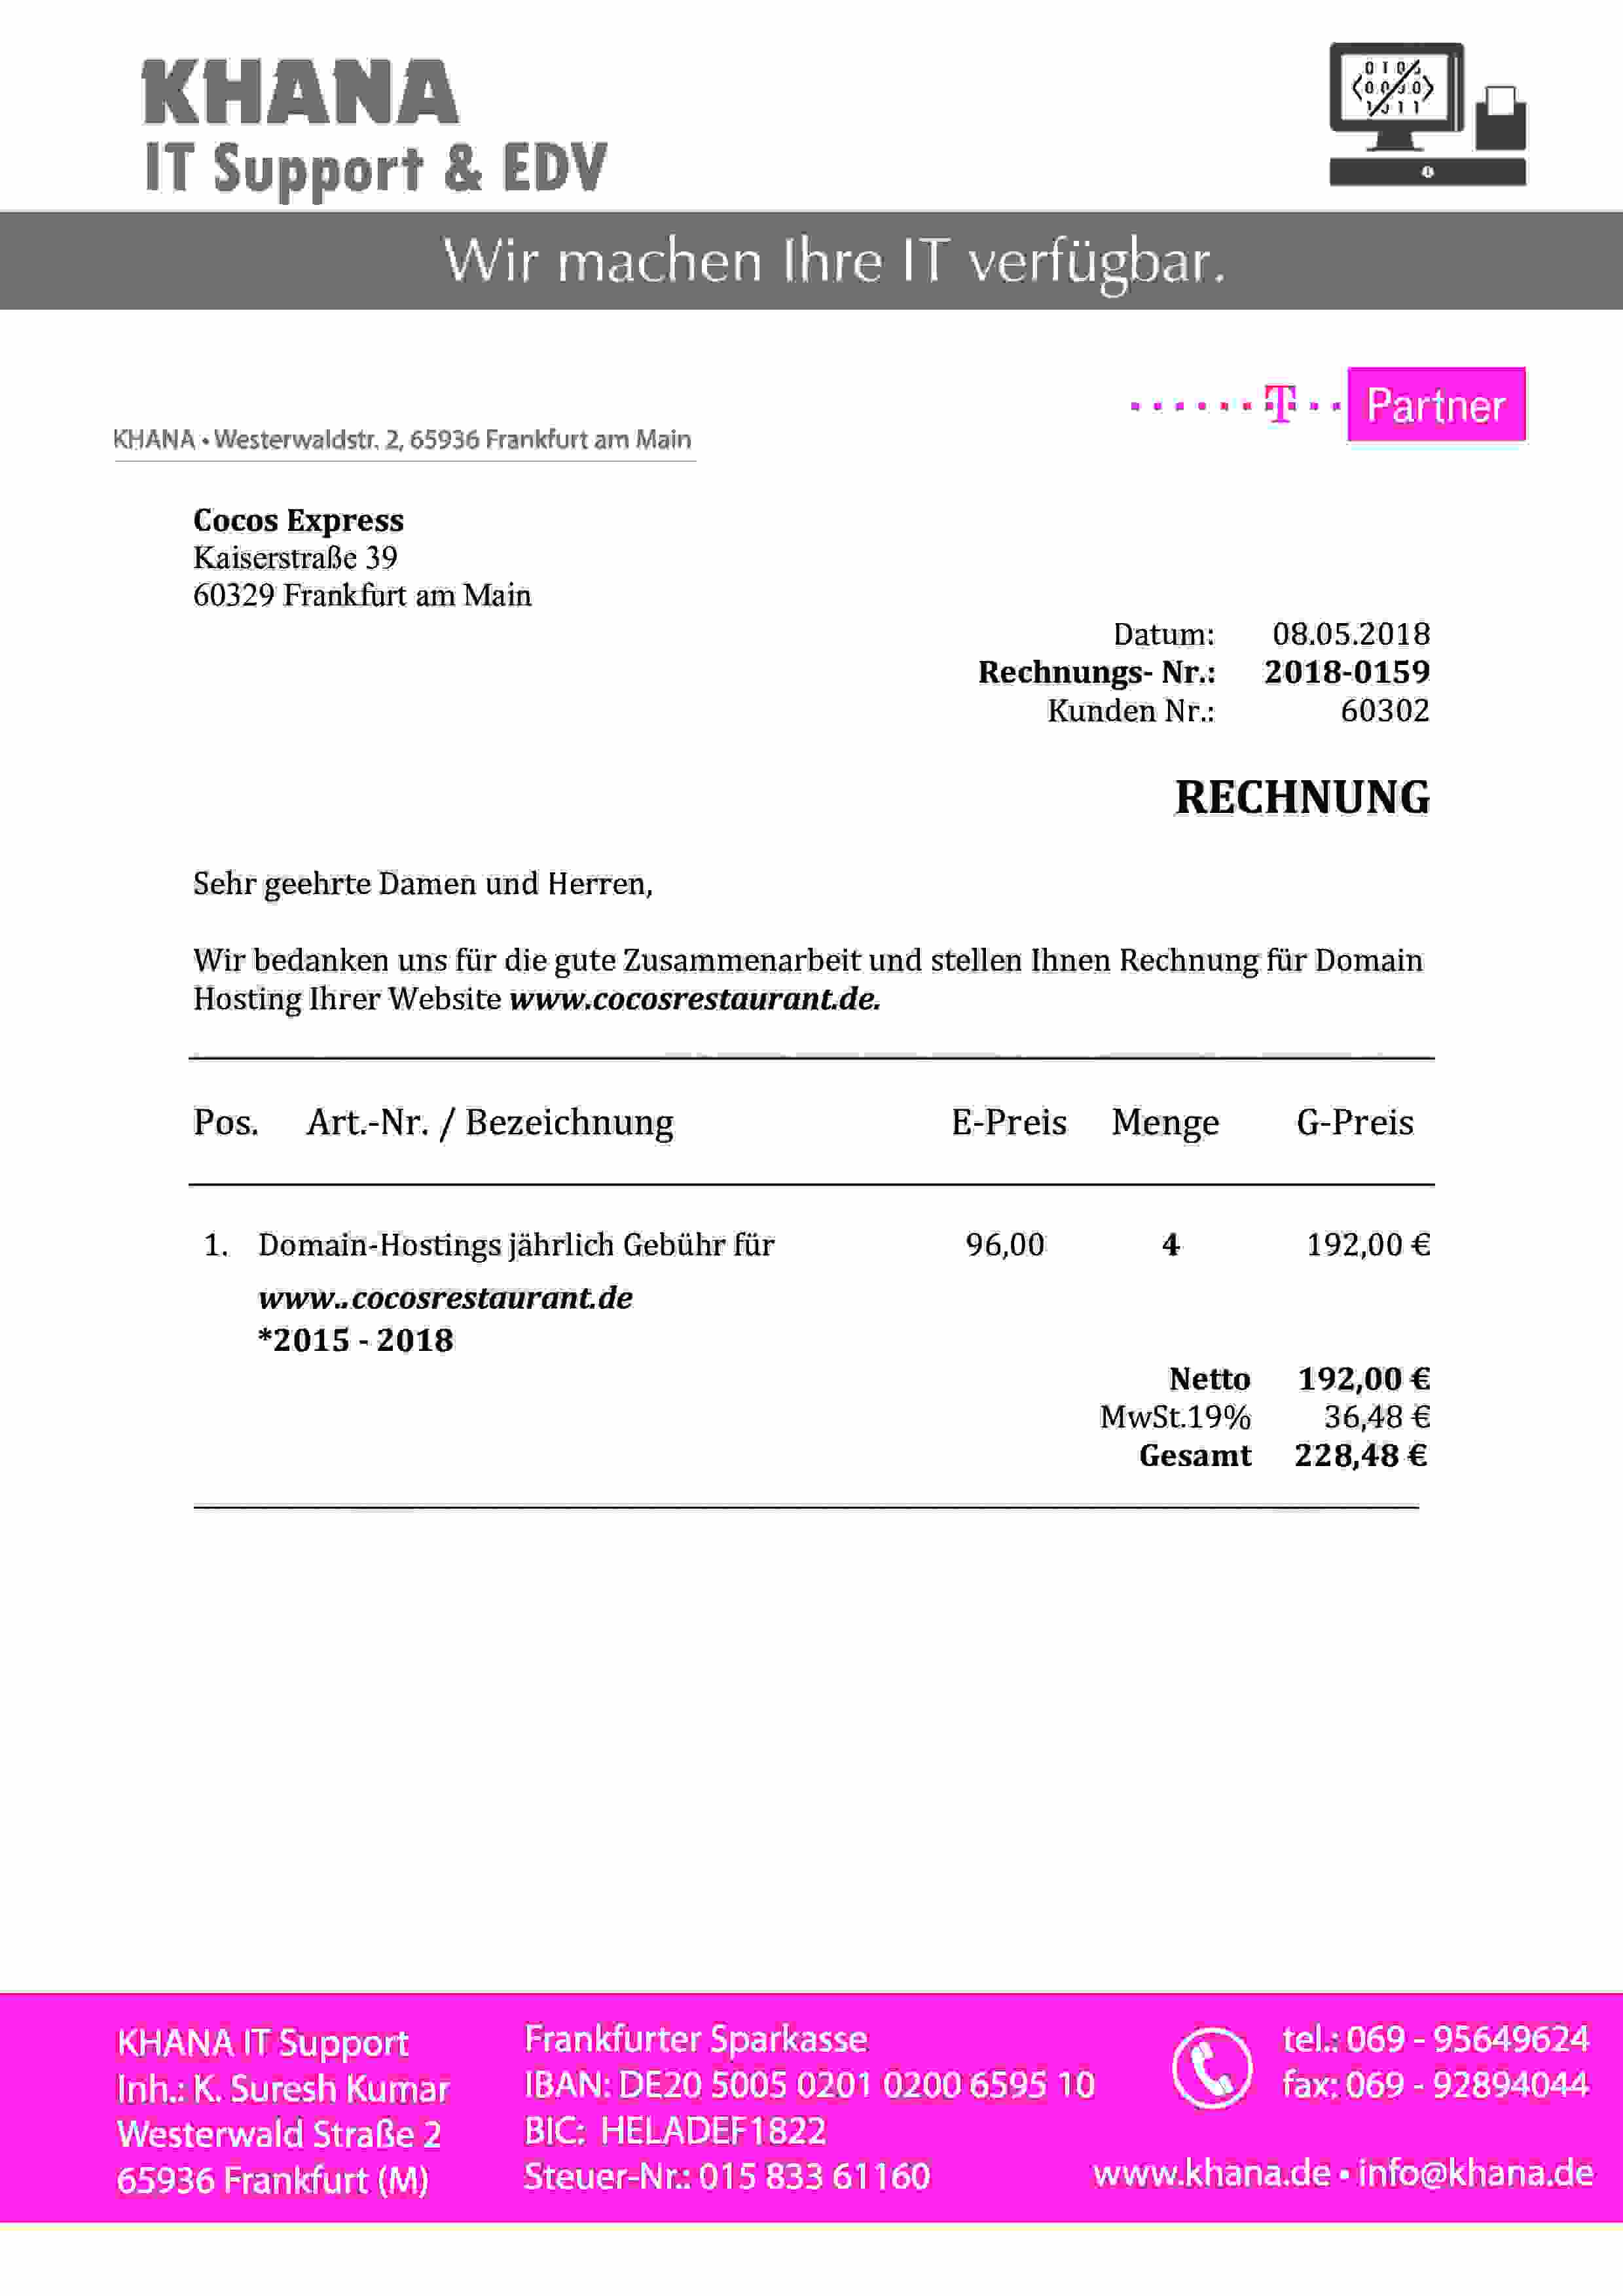 KHANA
IT Support & EDV
Wir machen Ihre IT verfügbar.
T Partner
KHANA • Westerwaldstr. 2, 65936 Frankfurt am Main
Cocos Express
Kaiserstraße 39
60329 Frankfurt am Main
Datum: 08.05.2018
Rechnungs- Nr.: 2018-0159
Kunden Nr.: 60302
RECHNUNG
Sehr geehrte Damen und Herren,
Wir bedanken uns für die gute Zusammenarbeit und stellen Ihnen Rechnung für Domain
Hosting Ihrer Website www.cocosrestaurant.de.
Pos. Art.-Nr. / Bezeichnung E-Preis Menge G-Preis
1. Domain-Hostings jährlich Gebühr für 96,00 4 192,00 €
www..cocosrestaurant.de
*2015 - 2018
Netto 192,00 €
MwSt.19% 36,48 €
Gesamt 228,48 €
KHANA IT Support
Inh.: K. Suresh Kumar
Westerwald Straße 2
65936 Frankfurt (M)
Frankfurter Sparkasse
IBAN: DE20 5005 0201 0200 6595 10
BIC: HELADEF1822
Steuer-Nr.: 015 833 61160
tel.: 069 - 95649624
fax: 069 - 92894044
www.khana.de • info@khana.de